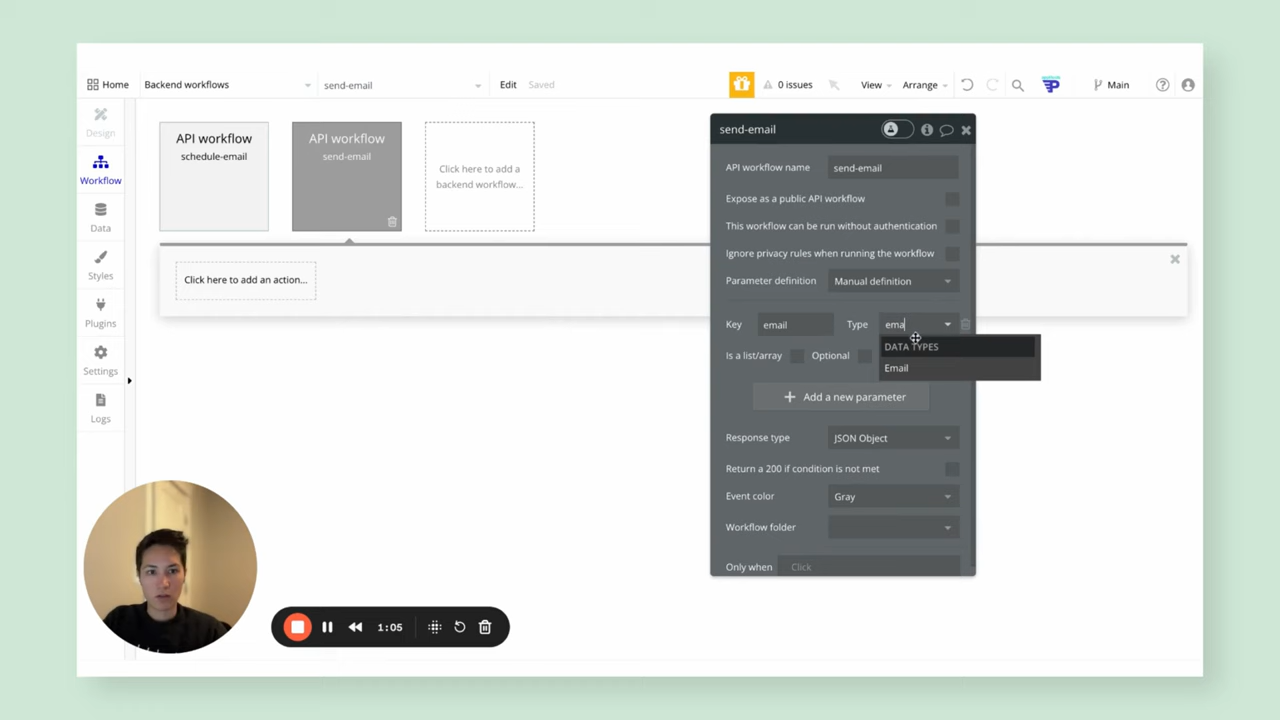 Home
Backend workflows
send-email
Edit
Saved
0 issues
View
Arrange
Main
Design
Workflow
Data
Styles
Plugins
Settings
Logs
API workflow
schedule-email
API workflow
send-email
Click here to add a
backend workflow...
Click here to add an action...
send-email
API workflow name
send-email
Expose as a public API workflow
This workflow can be run without authentication
Ignore privacy rules when running the workflow
Parameter definition
Manual definition
Key
email
Type
ema
DATA TYPES
Email
Is a list/array
Optional
+ Add a new parameter
Response type
JSON Object
Return a 200 if condition is not met
Event color
Gray
Workflow folder
Only when
Click
1:05